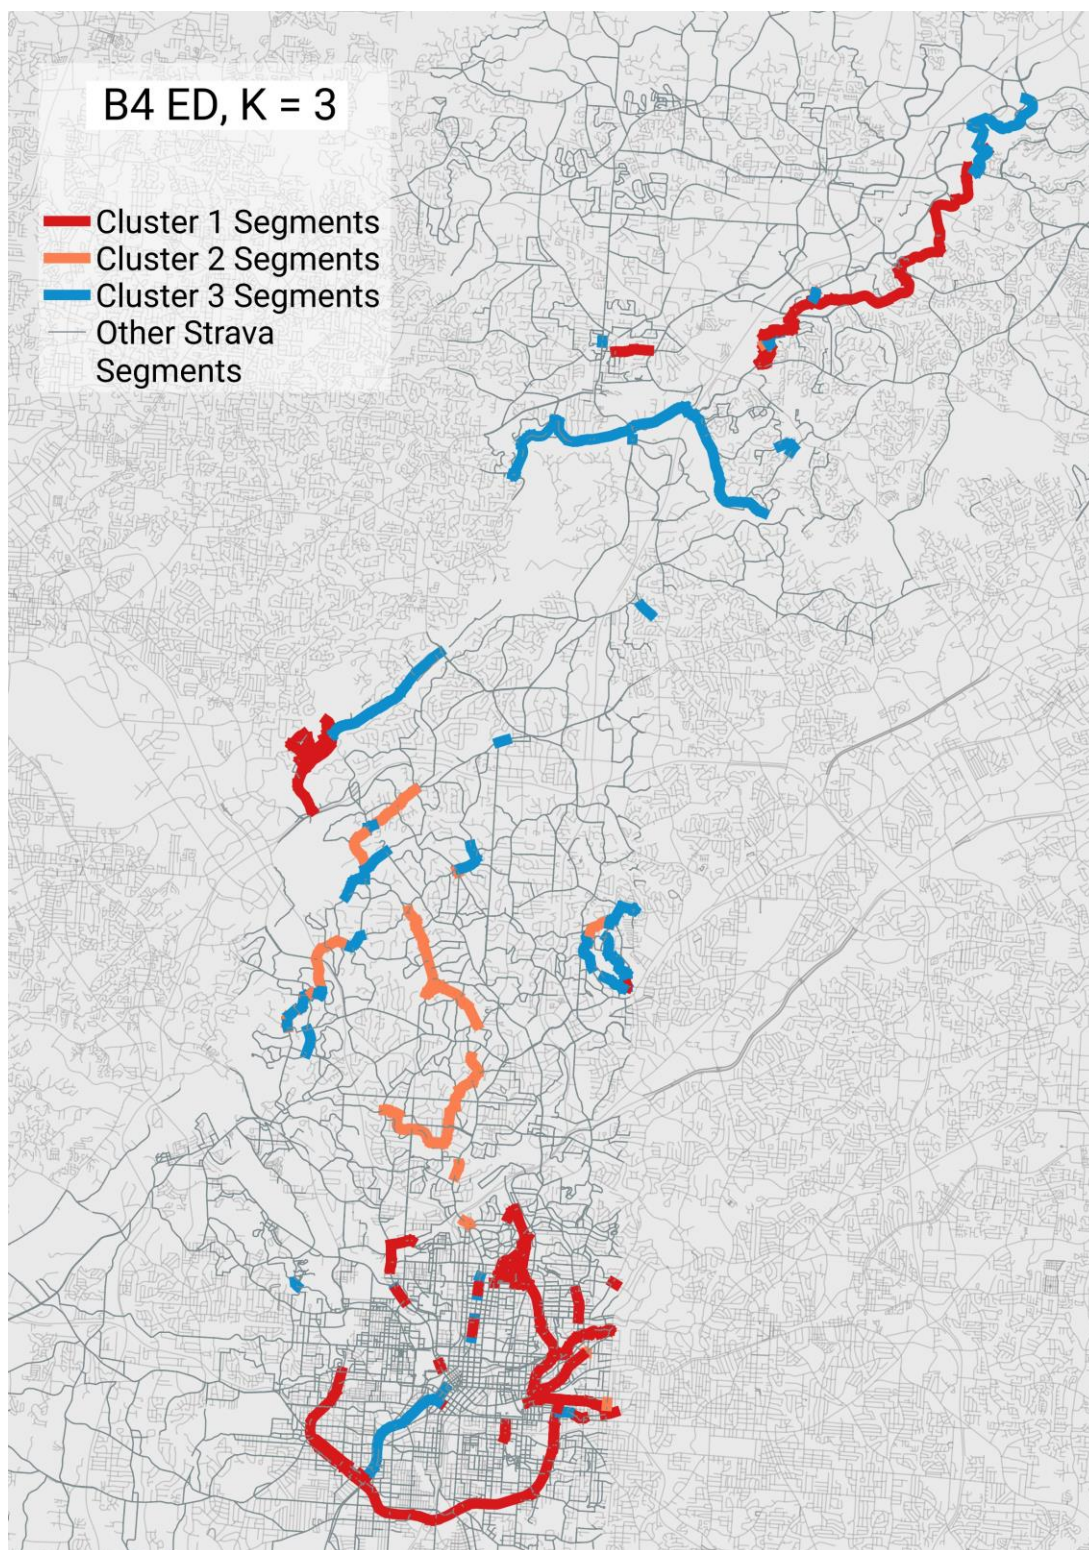 B4 ED, K = 3
Cluster 1 Segments
Cluster 2 Segments
Cluster 3 Segments
Other Strava
Segments